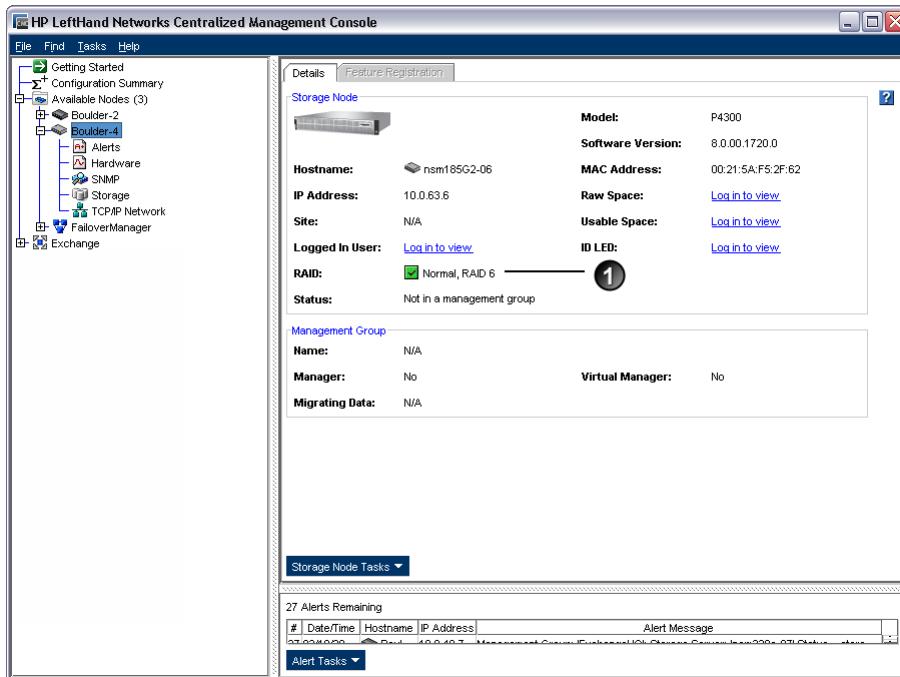 HP LeftHand Networks Centralized Management Console
File Find Tasks Help
Getting Started
Configuration Summary
Available Nodes (3)
Boulder-2
Boulder-4
Alerts
Hardware
SNMP
Storage
TCP/IP Network
FailoverManager
Exchange
Details Feature Registration
Storage Node
Model: P4300
Software Version: 8.0.00.1720.0
Hostname: nsm185G2-06 MAC Address: 00:21:5A:F5:2F:62
IP Address: 10.0.63.6 Raw Space: Log in to view
Site: N/A Usable Space: Log in to view
Logged In User: Log in to view ID LED: Log in to view
RAID: Normal, RAID 6 1
Status: Not in a management group
Management Group
Name: N/A
Manager: No Virtual Manager: No
Migrating Data: N/A
Storage Node Tasks
27 Alerts Remaining
# Date/Time Hostname IP Address Alert Message
Alert Tasks